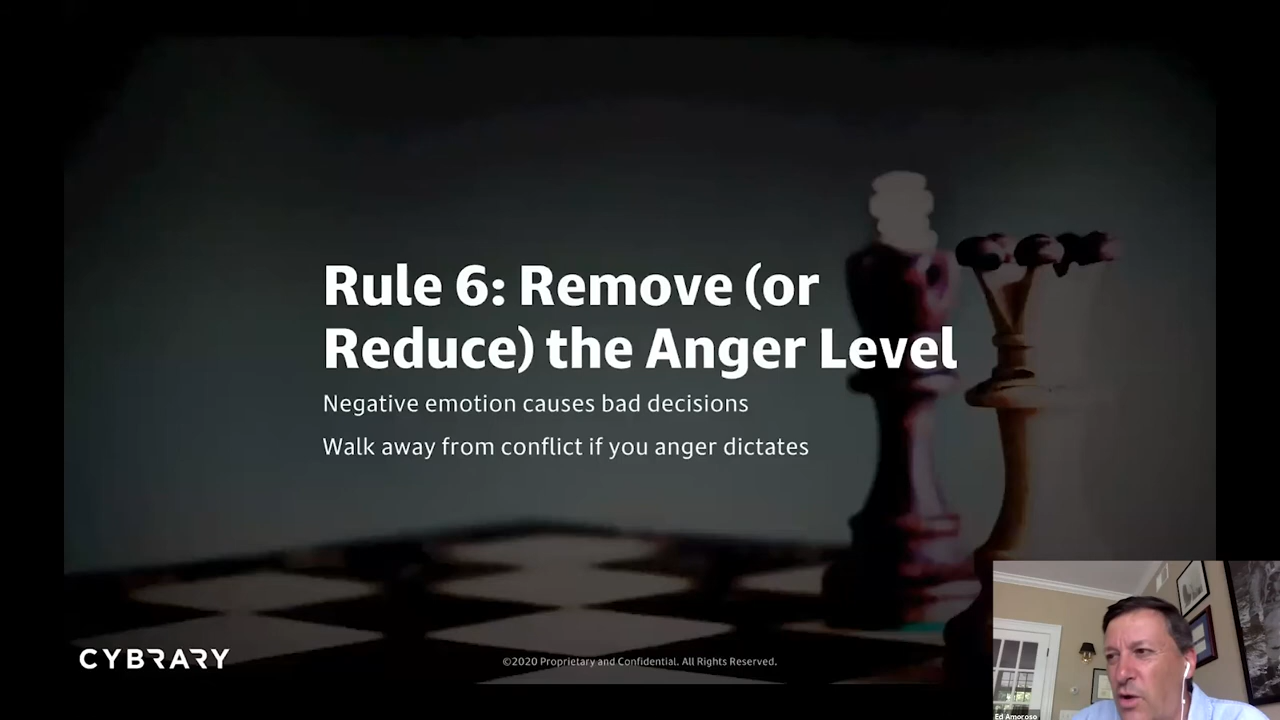 Rule 6: Remove (or
Reduce) the Anger Level
Negative emotion causes bad decisions
Walk away from conflict if you anger dictates
CYBRARY
©2020 Proprietary and Confidential. All Rights Reserved.
Ed Amoroso